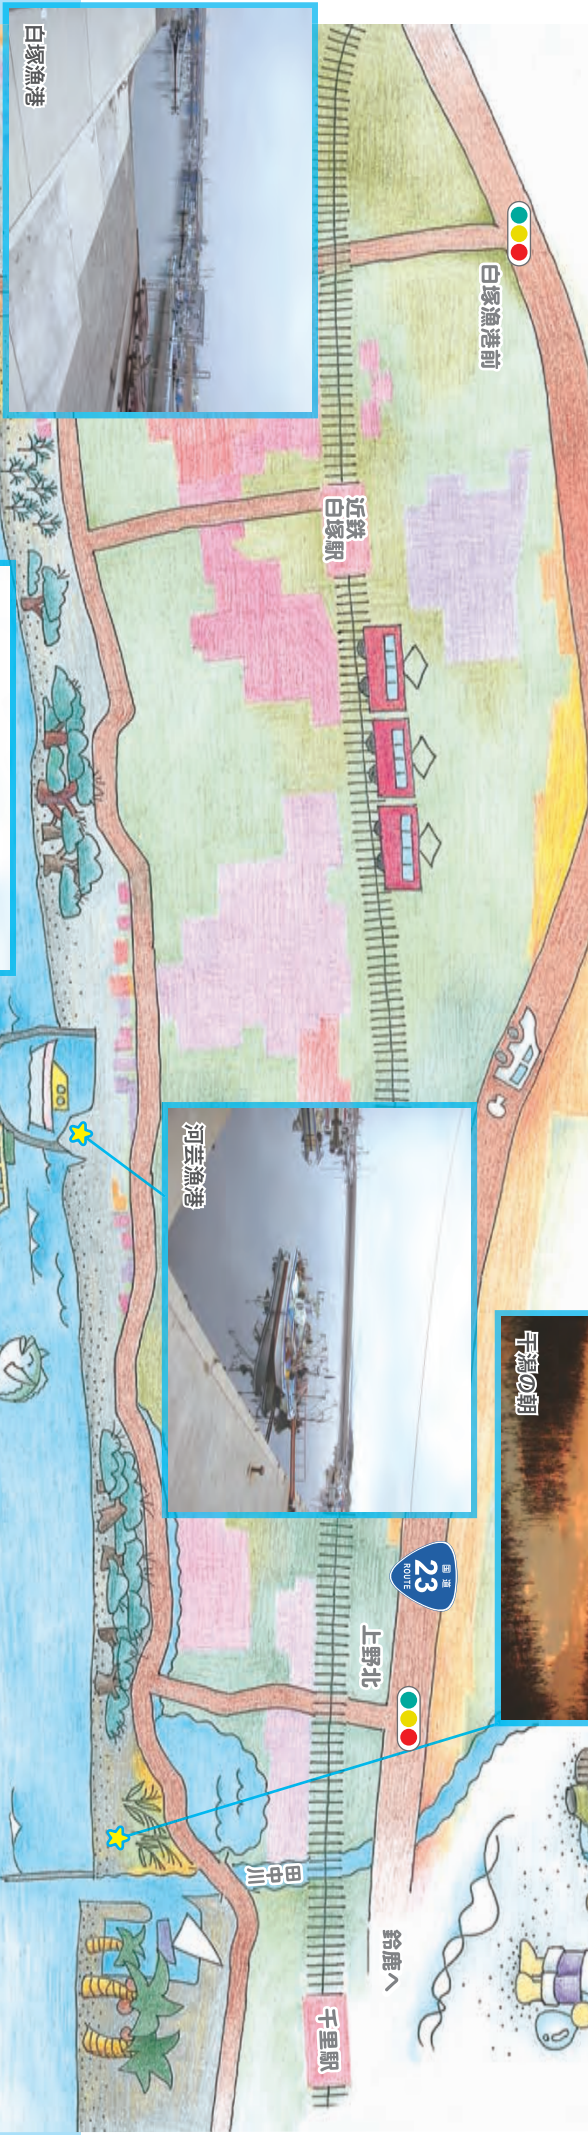 白塚漁港
白塚漁港前
近鉄
白塚駅
河芸漁港
干潟の朝
国道
23
ROUTE
上野北
田中川
鈴鹿へ
千里駅